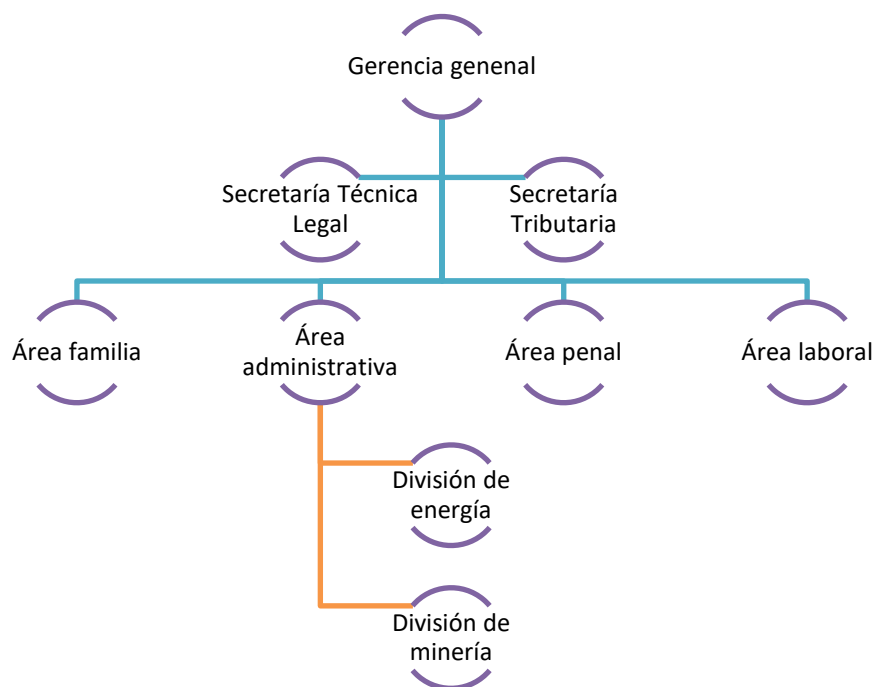 Gerencia genenal
Secretaría Técnica
Legal
Secretaría
Tributaria
Área familia
Área
administrativa
Área penal
Área laboral
División de
energía
División de
minería